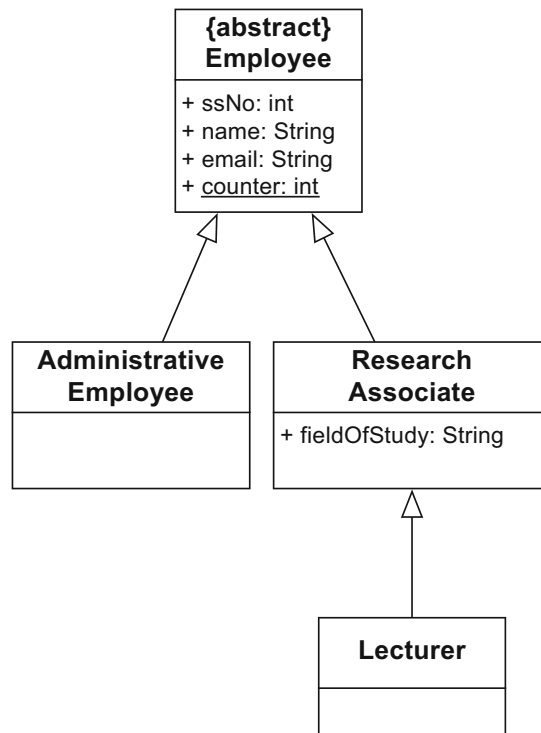 {abstract}
Employee
+ ssNo: int
+ name: String
+ email: String
+ counter: int
Administrative
Employee
Research
Associate
+ fieldOfStudy: String
Lecturer